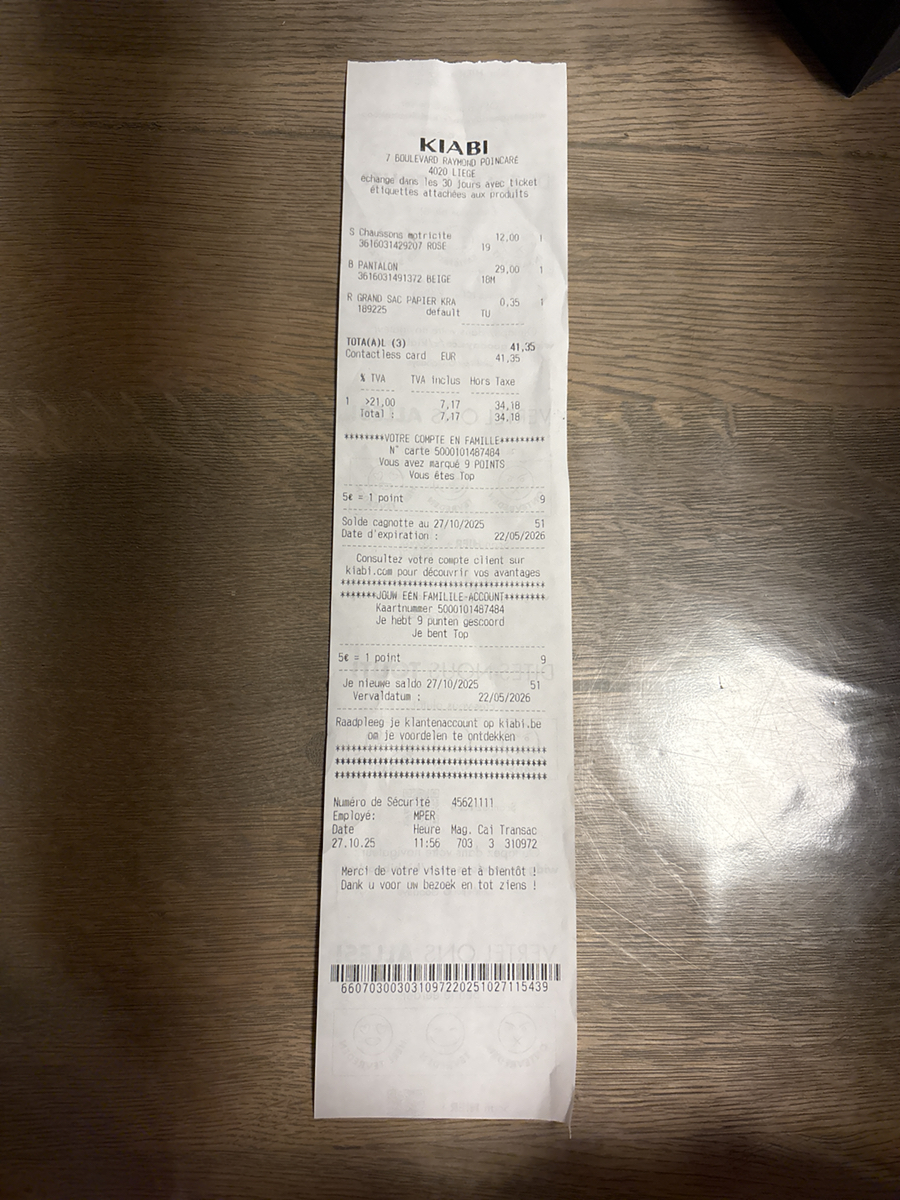 KIABI
7 BOULEVARD RAYMOND POINCARE
4020 LIEGE
echange dans les 30 jours avec ticket
étiquettes attachées aux produits
S Chaussons motricite 12,00 1
3616031429207 ROSE 19
B PANTALON 29,00 1
3616031491372 BEIGE 18M
R GRAND SAC PAPIER KRA 0,35 1
189225 default TU
TOTA(A)L (3) 41,35
Contactless card EUR 41,35
% TVA TVA inclus Hors Taxe
1 >21,00 7,17 34,18
Total : 7,17 34,18
********VOTRE COMPTE EN FAMILLE*********
N° carte 5000101487484
Vous avez marqué 9 POINTS
Vous êtes Top
5€ = 1 point 9
Solde cagnotte au 27/10/2025 51
Date d'expiration : 22/05/2026
Consultez votre compte client sur
kiabi.com pour découvrir vos avantages
****************************************
*******JOUW EEN FAMILILE-ACCOUNT********
Kaartnummer 5000101487484
Je hebt 9 punten gescoord
Je bent Top
5€ = 1 point 9
Je nieuwe saldo 27/10/2025 51
Vervaldatum : 22/05/2026
Raadpleeg je klantenaccount op kiabi.be
om je voordelen te ontdekken
****************************************
****************************************
****************************************
Numéro de Sécurité 45621111
Employé: MPER
Date Heure Mag. Cai Transac
27.10.25 11:56 703 3 310972
Merci de votre visite et à bientôt !
Dank u voor uw bezoek en tot ziens !
66070300303109722025102711543​9